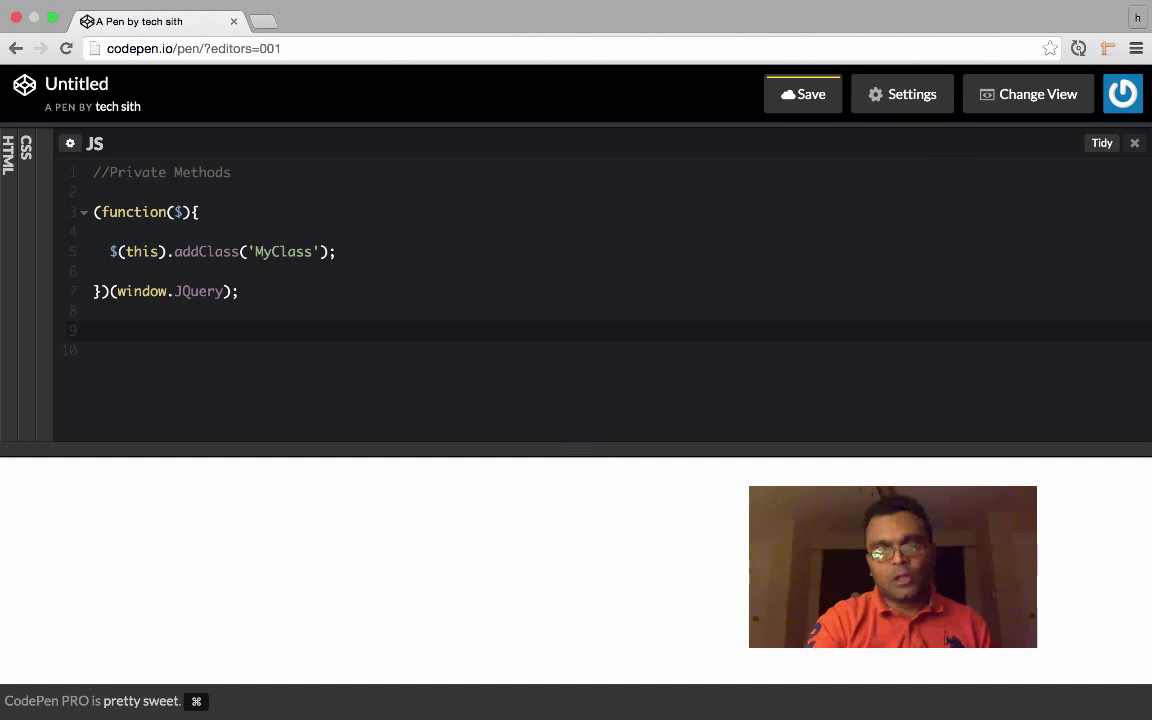 A Pen by tech sith
h
codepen.io/pen/?editors=001
Untitled
A PEN BY tech sith
Save
Settings
Change View
HTML
CSS
JS
Tidy
1 //Private Methods
2
3 (function($){
4
5 $(this).addClass('MyClass');
6
7 })(window.JQuery);
8
9
10
CodePen PRO is pretty sweet. ⌘